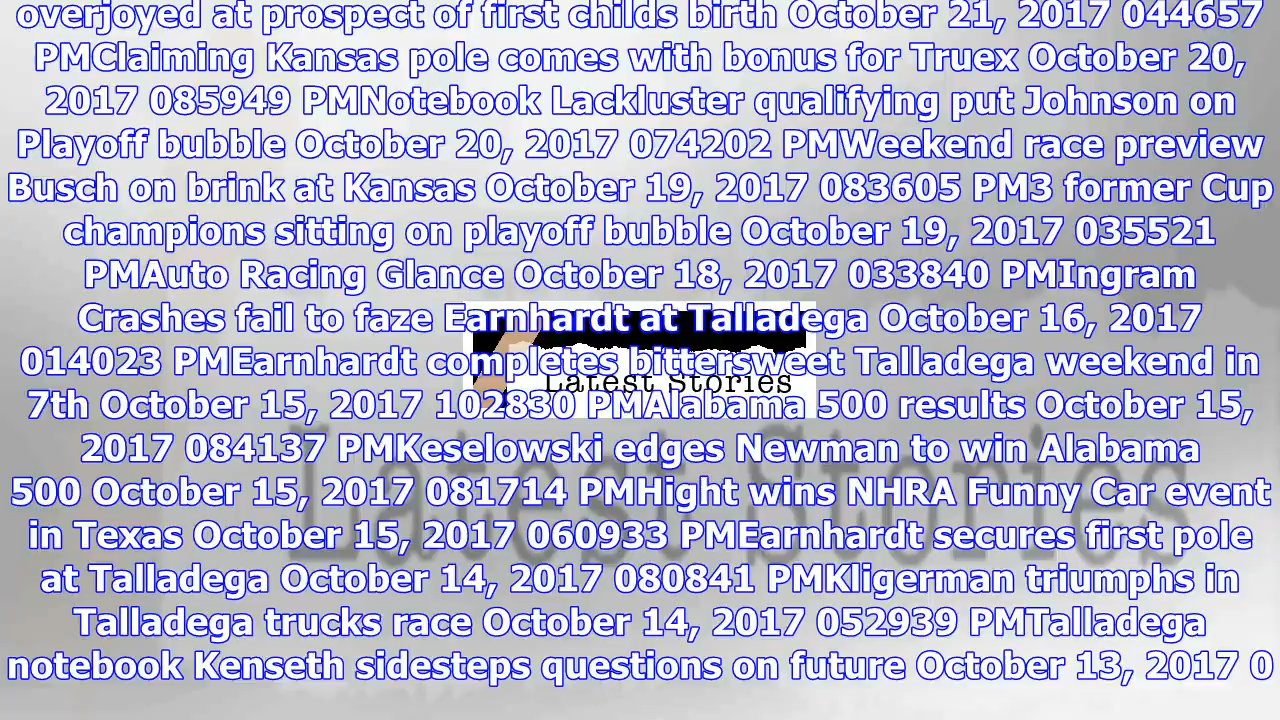 overjoyed at prospect of first childs birth October 21, 2017 044657
PMClaiming Kansas pole comes with bonus for Truex October 20,
2017 085949 PMNotebook Lackluster qualifying put Johnson on
Playoff bubble October 20, 2017 074202 PMWeekend race preview
Busch on brink at Kansas October 19, 2017 083605 PM3 former Cup
champions sitting on playoff bubble October 19, 2017 035521
PMAuto Racing Glance October 18, 2017 033840 PMIngram
Crashes fail to faze Earnhardt at Talladega October 16, 2017
014023 PMEarnhardt completes bittersweet Talladega weekend in
Latest Stories
7th October 15, 2017 102830 PMAlabama 500 results October 15,
2017 084137 PMKeselowski edges Newman to win Alabama
500 October 15, 2017 081714 PMHight wins NHRA Funny Car event
Latest Stories
in Texas October 15, 2017 060933 PMEarnhardt secures first pole
at Talladega October 14, 2017 080841 PMKligerman triumphs in
Talladega trucks race October 14, 2017 052939 PMTalladega
notebook Kenseth sidesteps questions on future October 13, 2017 0